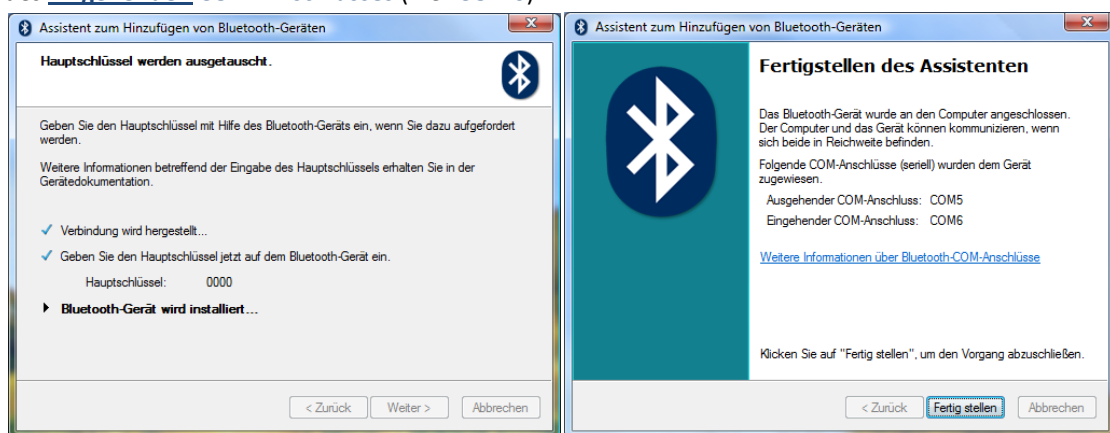 Assistent zum Hinzufügen von Bluetooth-Geräten
Hauptschlüssel werden ausgetauscht.
Geben Sie den Hauptschlüssel mit Hilfe des Bluetooth-Geräts ein, wenn Sie dazu aufgefordert
werden.
Weitere Informationen betreffend der Eingabe des Hauptschlüssels erhalten Sie in der
Gerätedokumentation.
Verbindung wird hergestellt...
Geben Sie den Hauptschlüssel jetzt auf dem Bluetooth-Gerät ein.
Hauptschlüssel: 0000
Bluetooth-Gerät wird installiert...
< Zurück Weiter > Abbrechen
Assistent zum Hinzufügen von Bluetooth-Geräten
Fertigstellen des Assistenten
Das Bluetooth-Gerät wurde an den Computer angeschlossen.
Der Computer und das Gerät können kommunizieren, wenn
sich beide in Reichweite befinden.
Folgende COM-Anschlüsse (seriell) wurden dem Gerät
zugewiesen.
Ausgehender COM-Anschluss: COM5
Eingehender COM-Anschluss: COM6
Weitere Informationen über Bluetooth-COM-Anschlüsse
Klicken Sie auf "Fertig stellen", um den Vorgang abzuschließen.
< Zurück Fertig stellen Abbrechen